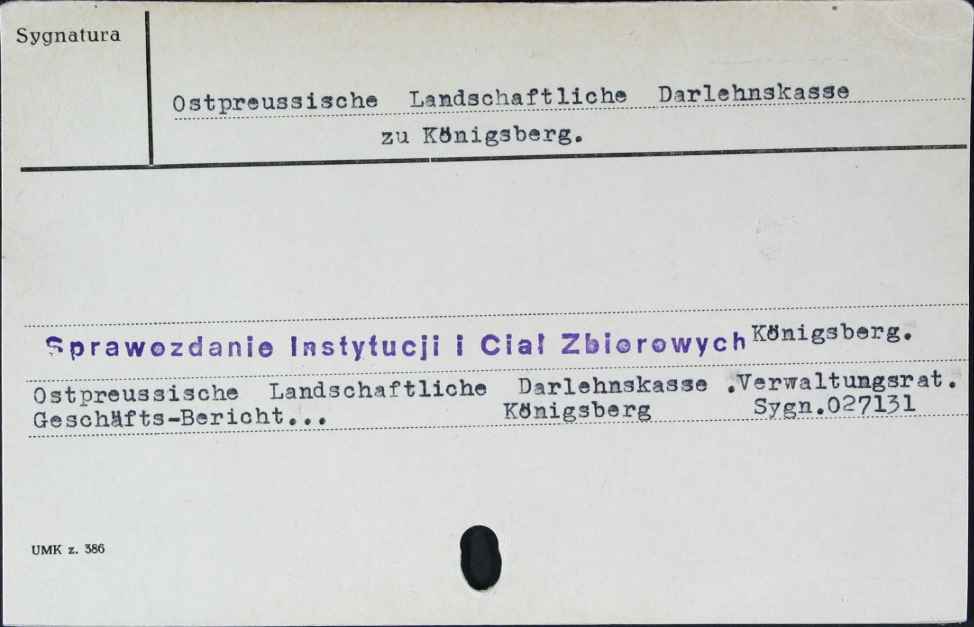 Sygnatura
Ostpreussische Landschaftliche Darlehnskasse
zu Königsberg.
Sprawozdanie Instytucji i Ciał Zbiorowych Königsberg.
Ostpreussische Landschaftliche Darlehnskasse .Verwaltungsrat.
Geschäfts-Bericht... Königsberg Sygn.027131
UMK z. 386